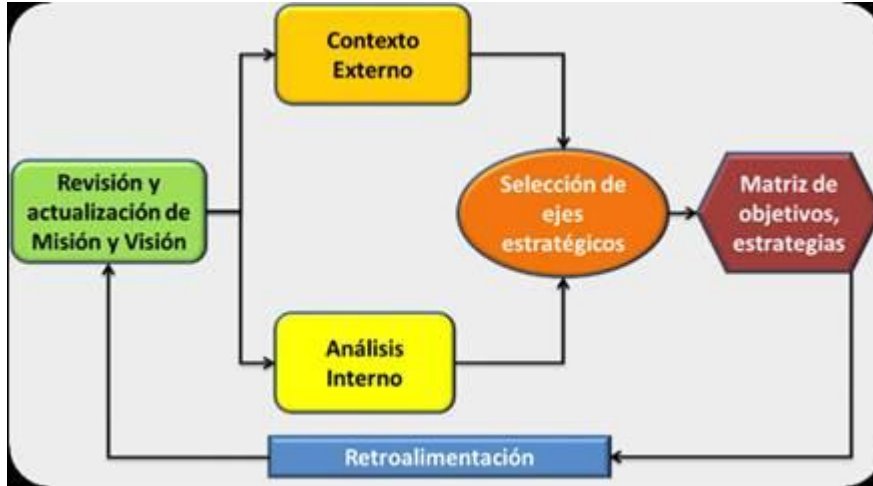 Contexto
Externo
Revisión y
actualización de
Misión y Visión
Selección de
ejes
estratégicos
Matriz de
objetivos,
estrategias
Análisis
Interno
Retroalimentación